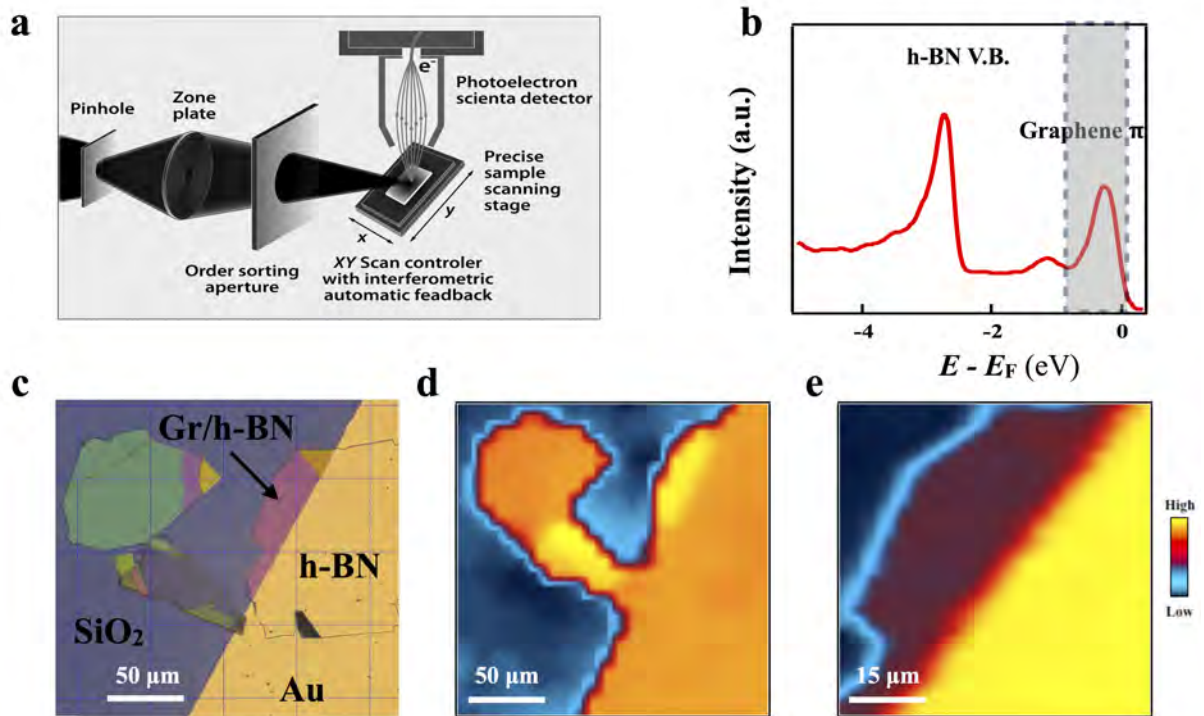 a
e⁻
Photoelectron
scienta detector
Pinhole
Zone
plate
Precise
sample
scanning
stage
x
y
Order sorting
aperture
XY Scan controler
with interferometric
automatic feadback
b
h-BN V.B.
Graphene π
Intensity (a.u.)
-4
-2
0
E - E_F (eV)
c
Gr/h-BN
h-BN
SiO₂
50 µm
Au
d
50 µm
e
15 µm
High
Low